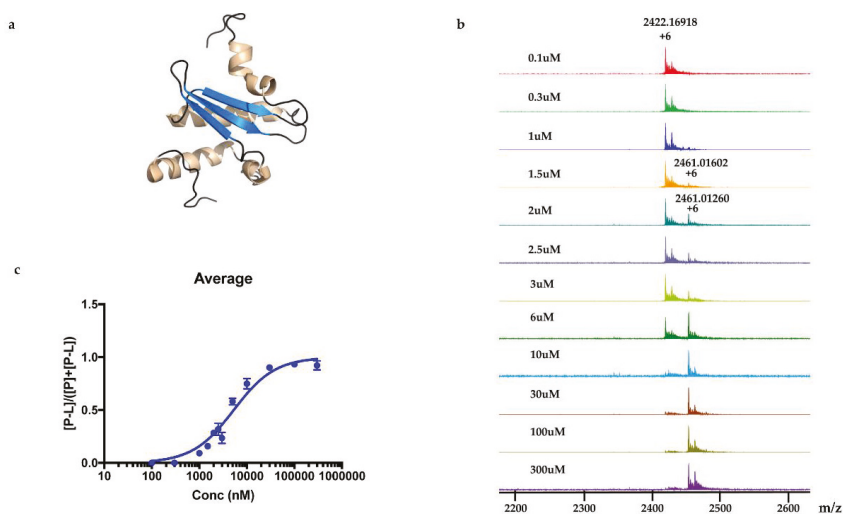 a
b
2422.16918
+6
0.1uM
0.3uM
1uM
1.5uM
2461.01602
+6
2uM
2461.01260
+6
2.5uM
3uM
6uM
10uM
30uM
100uM
300uM
2200 2300 2400 2500 2600 m/z
c
Average
[P-L]/([P]+[P-L])
1.5
1.0
0.5
0.0
10 100 1000 10000 100000 1000000
Conc (nM)